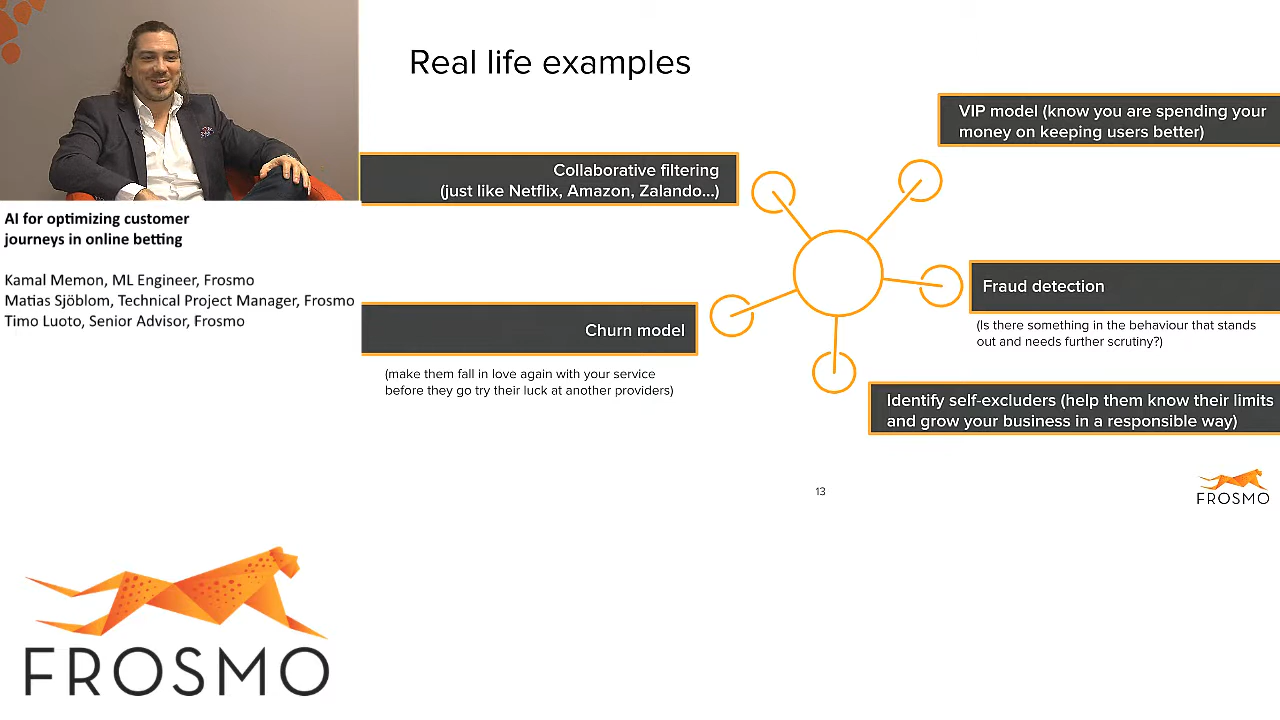 Real life examples
VIP model (know you are spending your
money on keeping users better)
Collaborative filtering
(just like Netflix, Amazon, Zalando...)
AI for optimizing customer
journeys in online betting
Kamal Memon, ML Engineer, Frosmo
Matias Sjöblom, Technical Project Manager, Frosmo
Timo Luoto, Senior Advisor, Frosmo
Fraud detection
(Is there something in the behaviour that stands
out and needs further scrutiny?)
Churn model
(make them fall in love again with your service
before they go try their luck at another providers)
Identify self-excluders (help them know their limits
and grow your business in a responsible way)
13
FROSMO
FROSMO